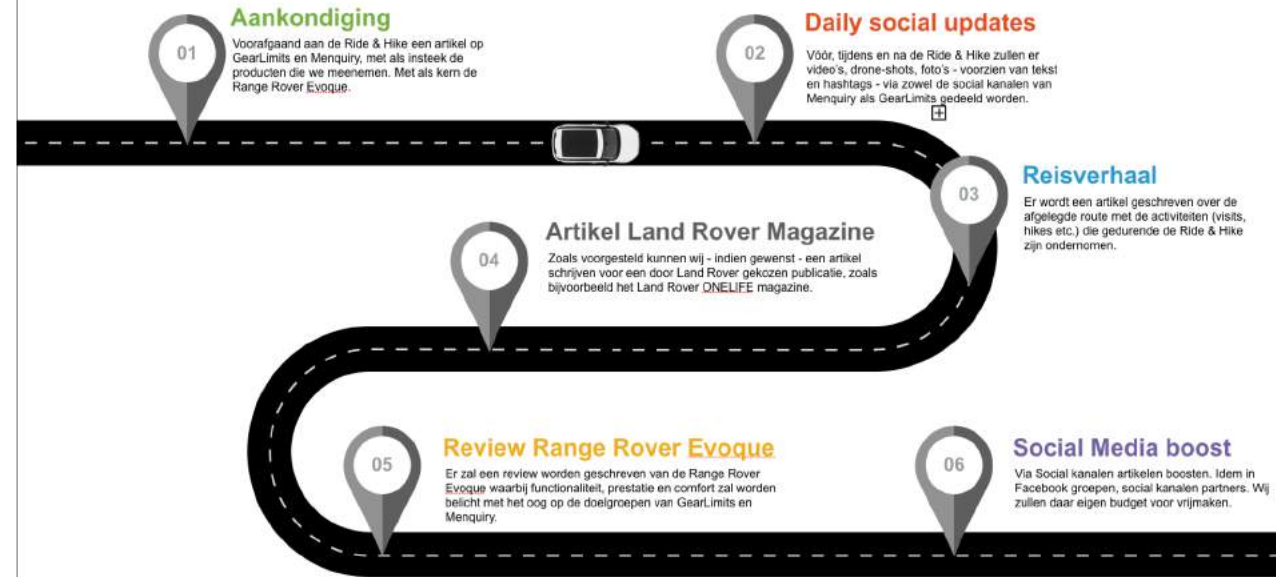 Aankondiging
01
Voorafgaand aan de Ride & Hike een artikel op
GearLimits en Menquiry, met als insteek de
producten die we meenemen. Met als kern de
Range Rover Evoque.
Daily social updates
02
Vóór, tijdens en na de Ride & Hike zullen er
video's, drone-shots, foto's - voorzien van tekst
en hashtags - via zowel de social kanalen van
Menquiry als GearLimits gedeeld worden.
Reisverhaal
03
Er wordt een artikel geschreven over de
afgelegde route met de activiteiten (visits,
hikes etc.) die gedurende de Ride & Hike
zijn ondernomen.
Artikel Land Rover Magazine
04
Zoals voorgesteld kunnen wij - indien gewenst - een artikel
schrijven voor een door Land Rover gekozen publicatie, zoals
bijvoorbeeld het Land Rover ONELIFE magazine.
Review Range Rover Evoque
05
Er zal een review worden geschreven van de Range Rover
Evoque waarbij functionaliteit, prestatie en comfort zal worden
belicht met het oog op de doelgroepen van GearLimits en
Menquiry.
Social Media boost
06
Via Social kanalen artikelen boosten. Idem in
Facebook groepen, social kanalen partners. Wij
zullen daar eigen budget voor vrijmaken.